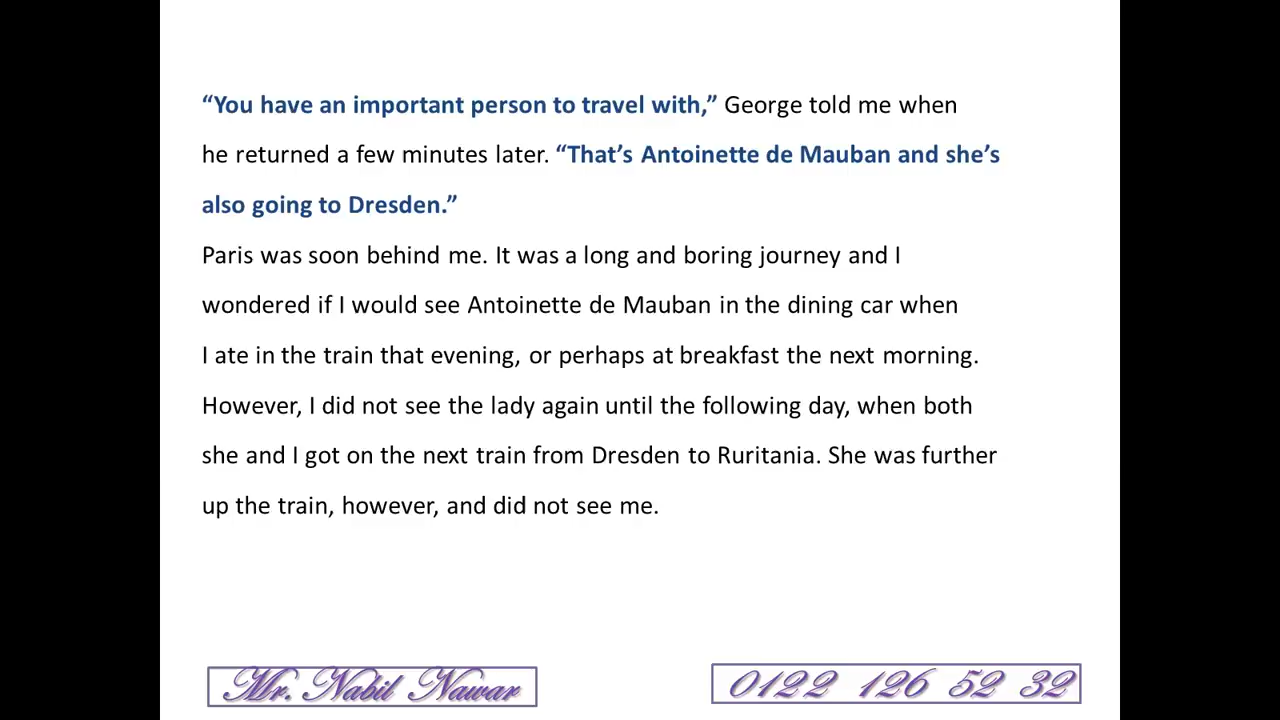 “You have an important person to travel with,” George told me when
he returned a few minutes later. “That’s Antoinette de Mauban and she’s
also going to Dresden.”
Paris was soon behind me. It was a long and boring journey and I
wondered if I would see Antoinette de Mauban in the dining car when
I ate in the train that evening, or perhaps at breakfast the next morning.
However, I did not see the lady again until the following day, when both
she and I got on the next train from Dresden to Ruritania. She was further
up the train, however, and did not see me.
Mr. Nabil Nawar
0122 126 52 32